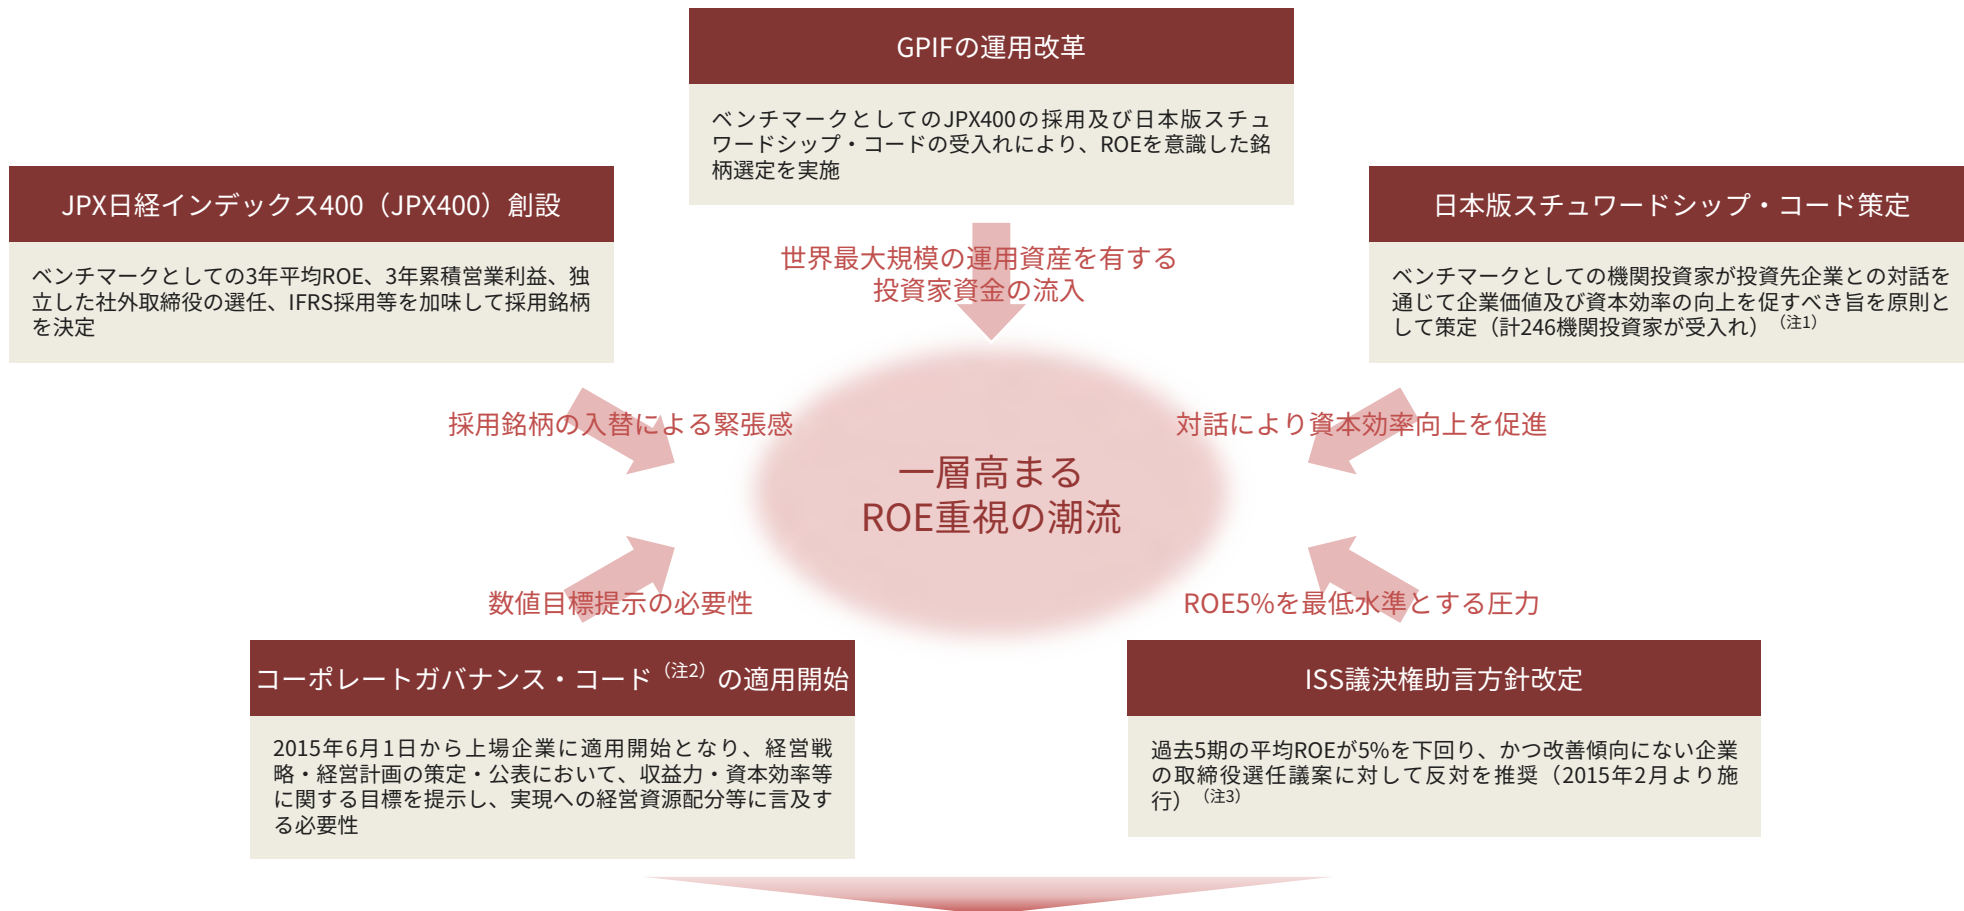 GPIFの運用改革
ベンチマークとしてのJPX400の採用及び日本版スチュ
ワードシップ・コードの受入れにより、ROEを意識した銘
柄選定を実施
JPX日経インデックス400（JPX400）創設
ベンチマークとしての3年平均ROE、3年累積営業利益、独
立した社外取締役の選任、IFRS採用等を加味して採用銘柄
を決定
日本版スチュワードシップ・コード策定
ベンチマークとしての機関投資家が投資先企業との対話を
通じて企業価値及び資本効率の向上を促すべき旨を原則と
して策定（計246機関投資家が受入れ）（注1）
世界最大規模の運用資産を有する
投資家資金の流入
採用銘柄の入替による緊張感
対話により資本効率向上を促進
一層高まる
ROE重視の潮流
数値目標提示の必要性
ROE5%を最低水準とする圧力
コーポレートガバナンス・コード（注2）の適用開始
2015年6月1日から上場企業に適用開始となり、経営戦
略・経営計画の策定・公表において、収益力・資本効率等
に関する目標を提示し、実現への経営資源配分等に言及す
る必要性
ISS議決権助言方針改定
過去5期の平均ROEが5%を下回り、かつ改善傾向にない企業
の取締役選任議案に対して反対を推奨（2015年2月より施
行）（注3）